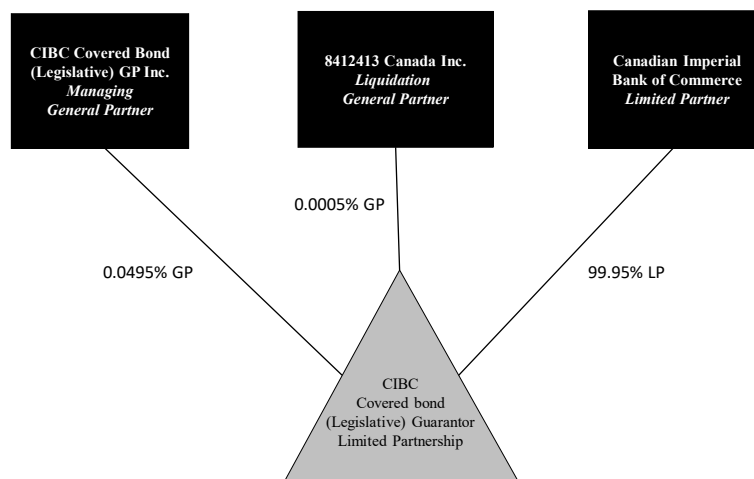 CIBC Covered Bond
(Legislative) GP Inc.
Managing
General Partner
8412413 Canada Inc.
Liquidation
General Partner
Canadian Imperial
Bank of Commerce
Limited Partner
0.0005% GP
0.0495% GP
99.95% LP
CIBC
Covered bond
(Legislative) Guarantor
Limited Partnership